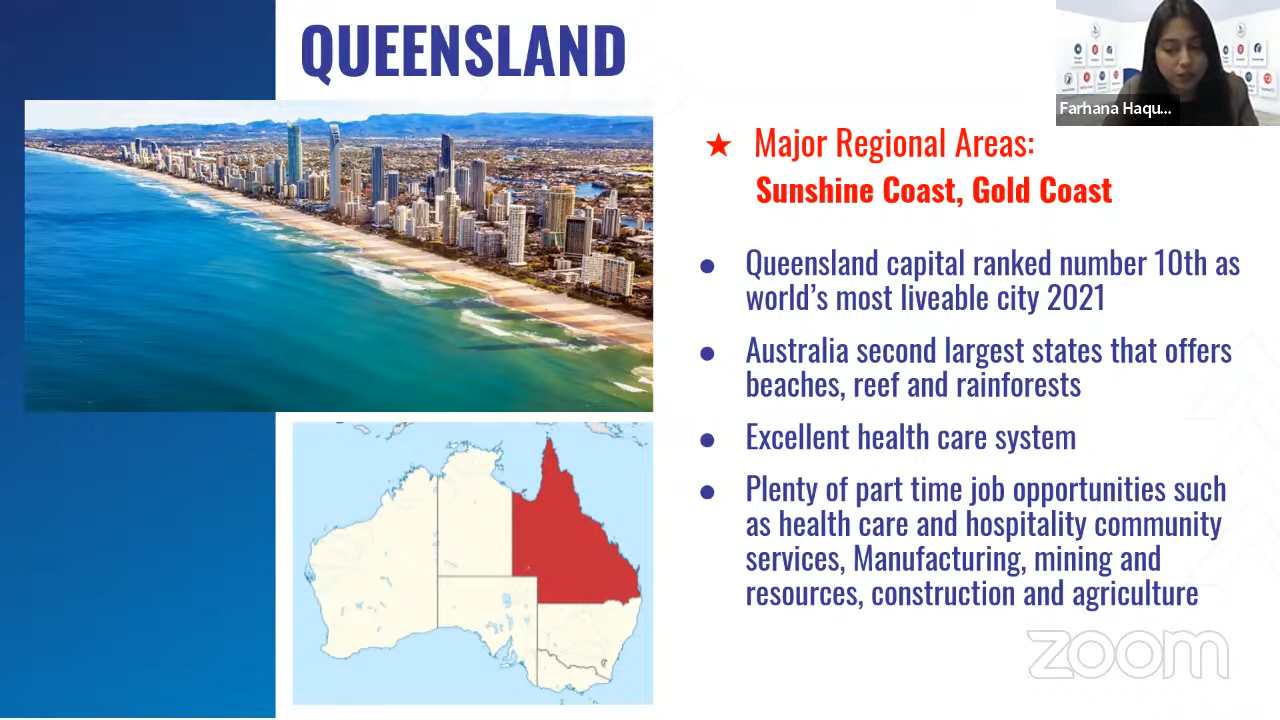 QUEENSLAND
Farhana Haqu...
★ Major Regional Areas:
Sunshine Coast, Gold Coast
● Queensland capital ranked number 10th as
world's most liveable city 2021
● Australia second largest states that offers
beaches, reef and rainforests
● Excellent health care system
● Plenty of part time job opportunities such
as health care and hospitality community
services, Manufacturing, mining and
resources, construction and agriculture
zoom